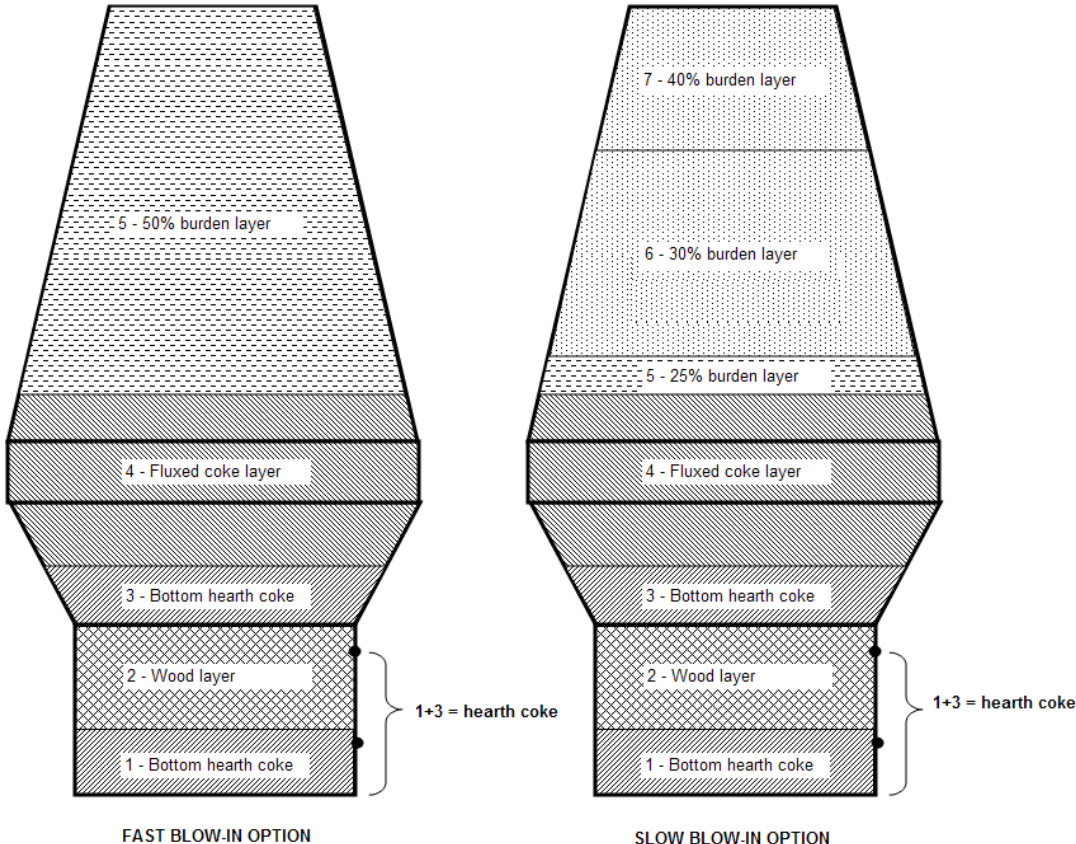 5 - 50% burden layer
4 - Fluxed coke layer
3 - Bottom hearth coke
2 - Wood layer
1 - Bottom hearth coke
1+3 = hearth coke
FAST BLOW-IN OPTION
7 - 40% burden layer
6 - 30% burden layer
5 - 25% burden layer
4 - Fluxed coke layer
3 - Bottom hearth coke
2 - Wood layer
1 - Bottom hearth coke
1+3 = hearth coke
SLOW BLOW-IN OPTION